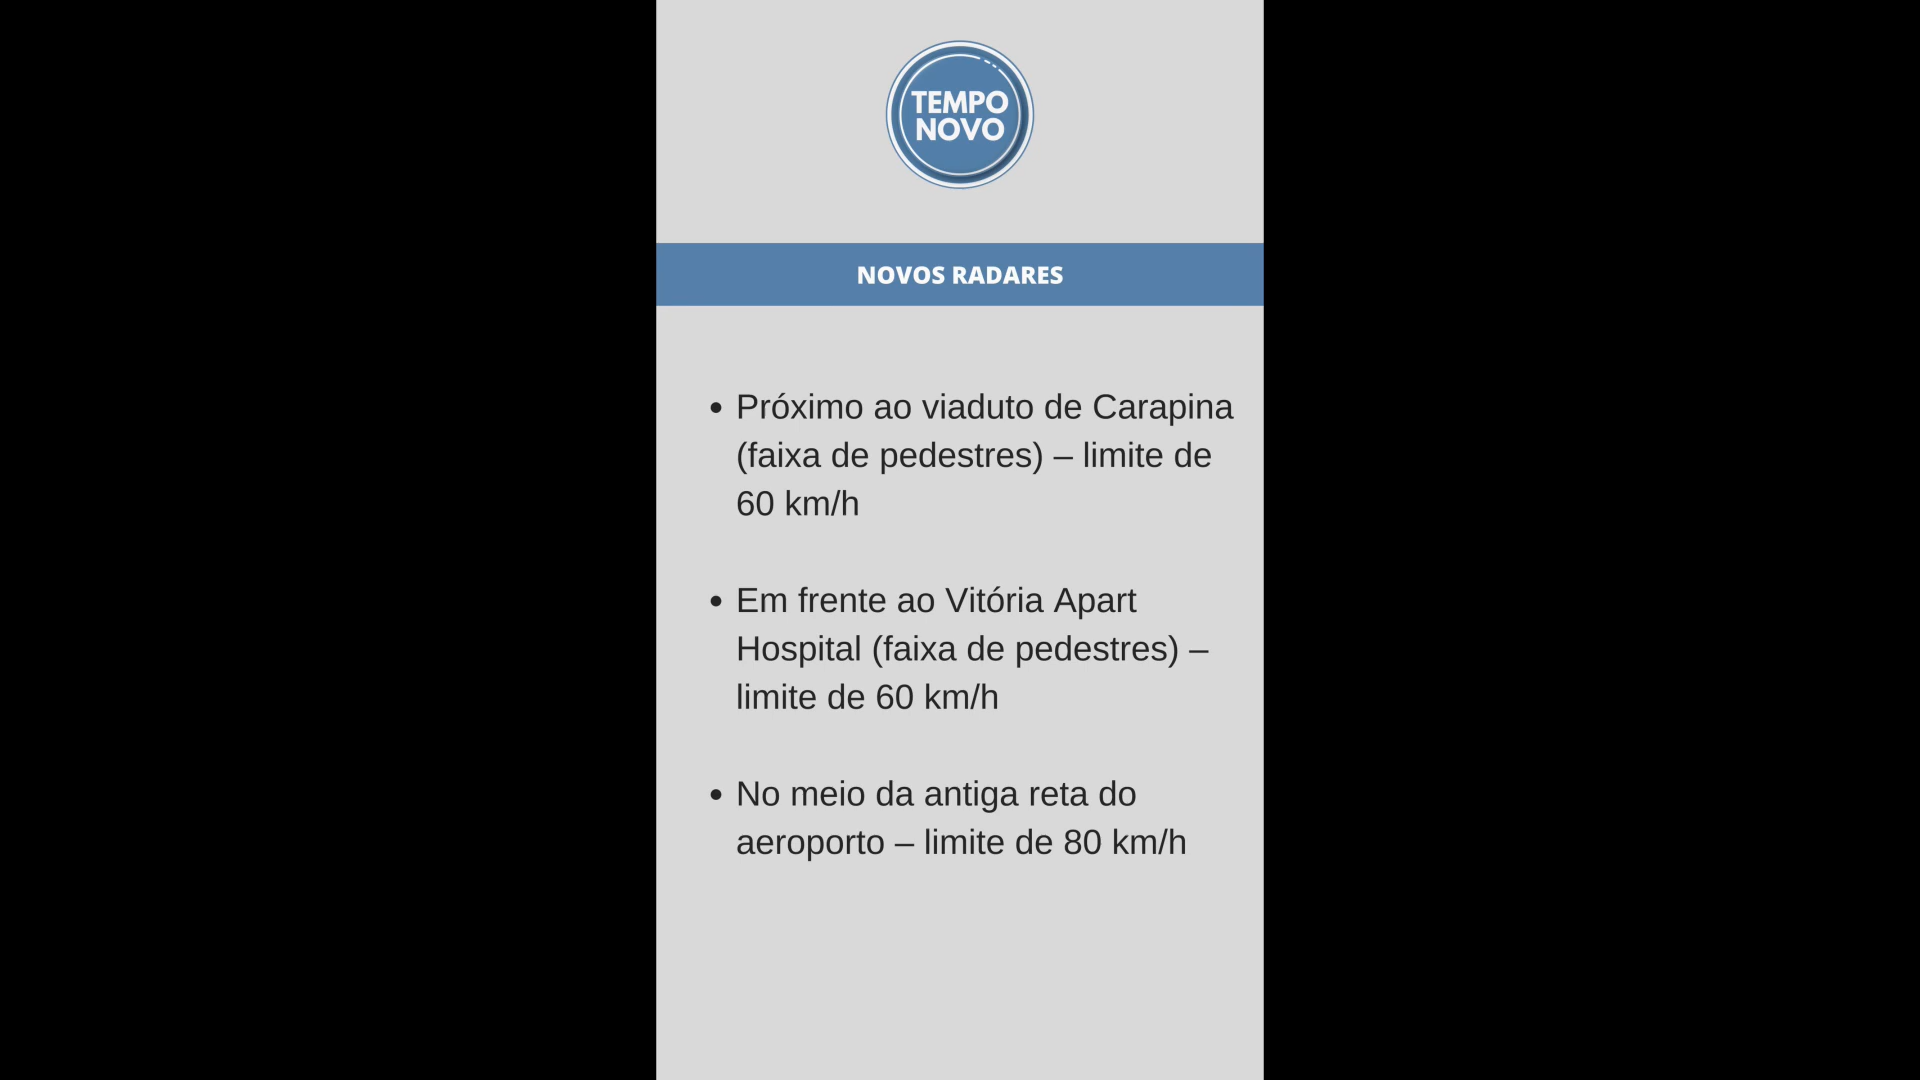 TEMPO
NOVO
NOVOS RADARES
• Próximo ao viaduto de Carapina
(faixa de pedestres) – limite de
60 km/h
• Em frente ao Vitória Apart
Hospital (faixa de pedestres) –
limite de 60 km/h
• No meio da antiga reta do
aeroporto – limite de 80 km/h